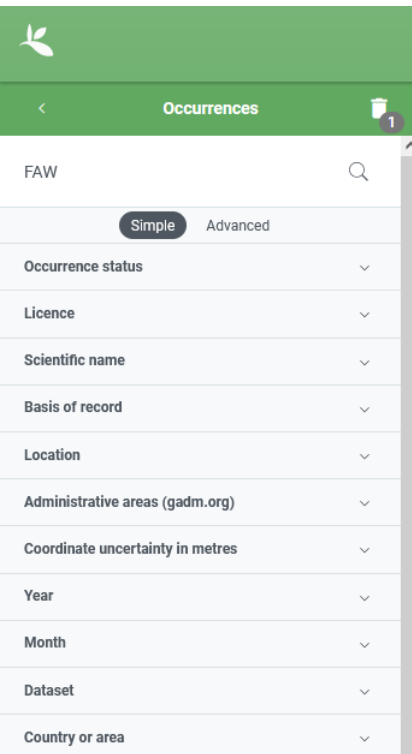 Occurrences
1
FAW
Simple Advanced
Occurrence status
Licence
Scientific name
Basis of record
Location
Administrative areas (gadm.org)
Coordinate uncertainty in metres
Year
Month
Dataset
Country or area